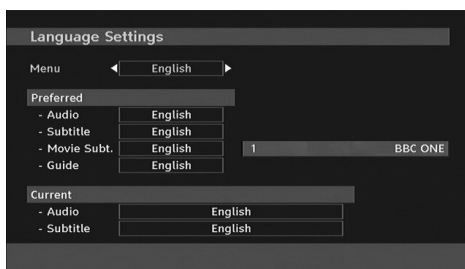 Language Settings
Menu English
Preferred
- Audio English
- Subtitle English
- Movie Subt. English 1 BBC ONE
- Guide English
Current
- Audio English
- Subtitle English